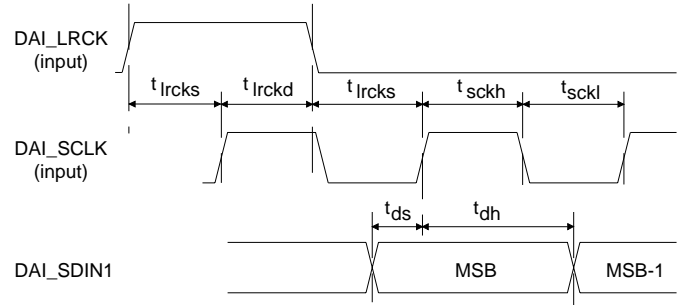 DAI_LRCK
(input)
t lrcks
t lrckd
t lrcks
t sckh
t sckl
DAI_SCLK
(input)
t ds
t dh
DAI_SDIN1
MSB
MSB-1